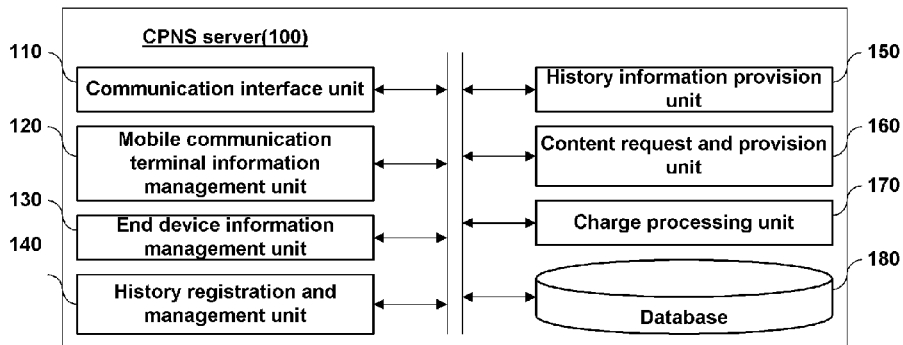 CPNS server(100)
110
Communication interface unit
120
Mobile communication
terminal information
management unit
130
End device information
management unit
140
History registration and
management unit
150
History information provision
unit
160
Content request and provision
unit
170
Charge processing unit
180
Database